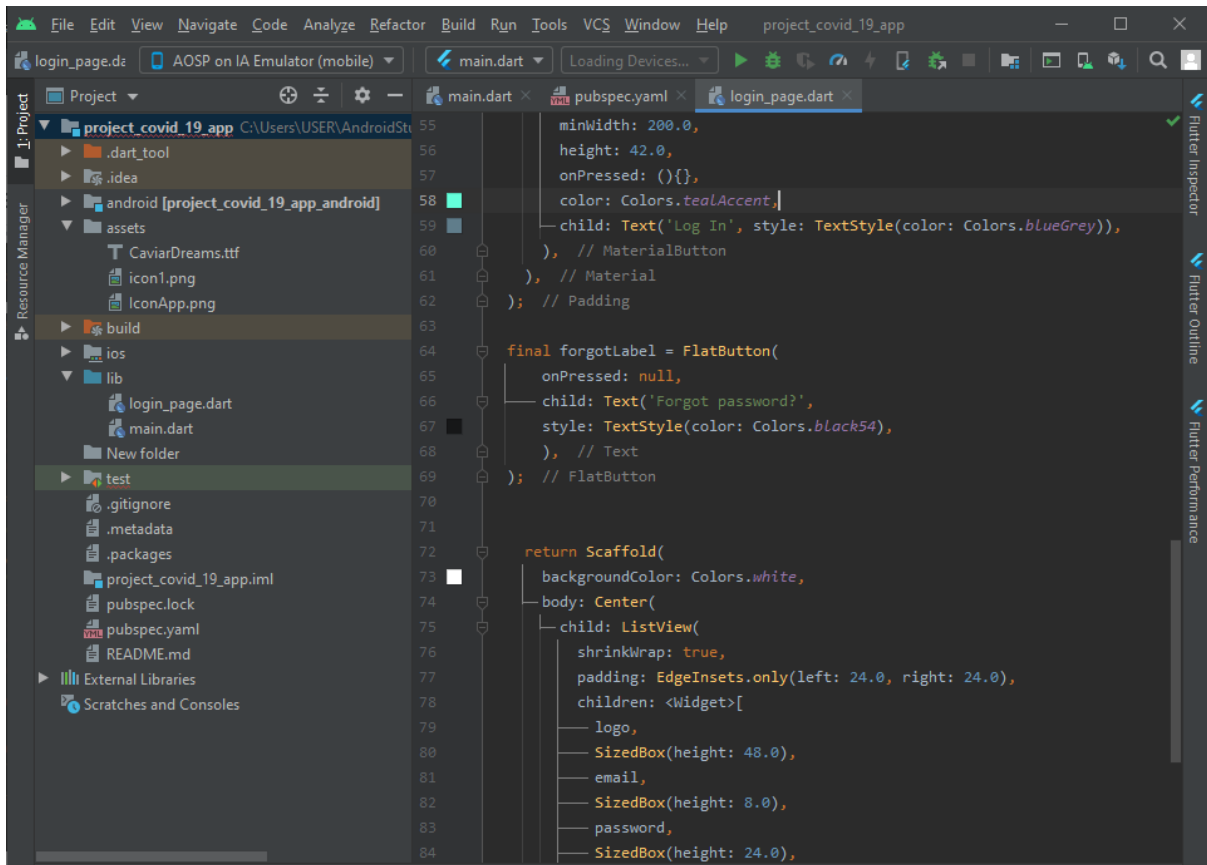 File Edit View Navigate Code Analyze Refactor Build Run Tools VCS Window Help project_covid_19_app
login_page.da AOSP on IA Emulator (mobile) main.dart Loading Devices...
Project
main.dart pubspec.yaml login_page.dart
1: Project
Resource Manager
project_covid_19_app C:\Users\USER\AndroidStu
.dart_tool
.idea
android [project_covid_19_app_android]
assets
CaviarDreams.ttf
icon1.png
IconApp.png
build
ios
lib
login_page.dart
main.dart
New folder
test
.gitignore
.metadata
.packages
project_covid_19_app.iml
pubspec.lock
pubspec.yaml
README.md
External Libraries
Scratches and Consoles
55 minWidth: 200.0,
56 height: 42.0,
57 onPressed: (){},
58 color: Colors.tealAccent,
59 child: Text('Log In', style: TextStyle(color: Colors.blueGrey)),
60 ), // MaterialButton
61 ), // Material
62 ); // Padding
63
64 final forgotLabel = FlatButton(
65 onPressed: null,
66 child: Text('Forgot password?',
67 style: TextStyle(color: Colors.black54),
68 ), // Text
69 ); // FlatButton
70
71
72 return Scaffold(
73 backgroundColor: Colors.white,
74 body: Center(
75 child: ListView(
76 shrinkWrap: true,
77 padding: EdgeInsets.only(left: 24.0, right: 24.0),
78 children: <Widget>[
79 logo,
80 SizedBox(height: 48.0),
81 email,
82 SizedBox(height: 8.0),
83 password,
84 SizedBox(height: 24.0),
Flutter Inspector
Flutter Outline
Flutter Performance